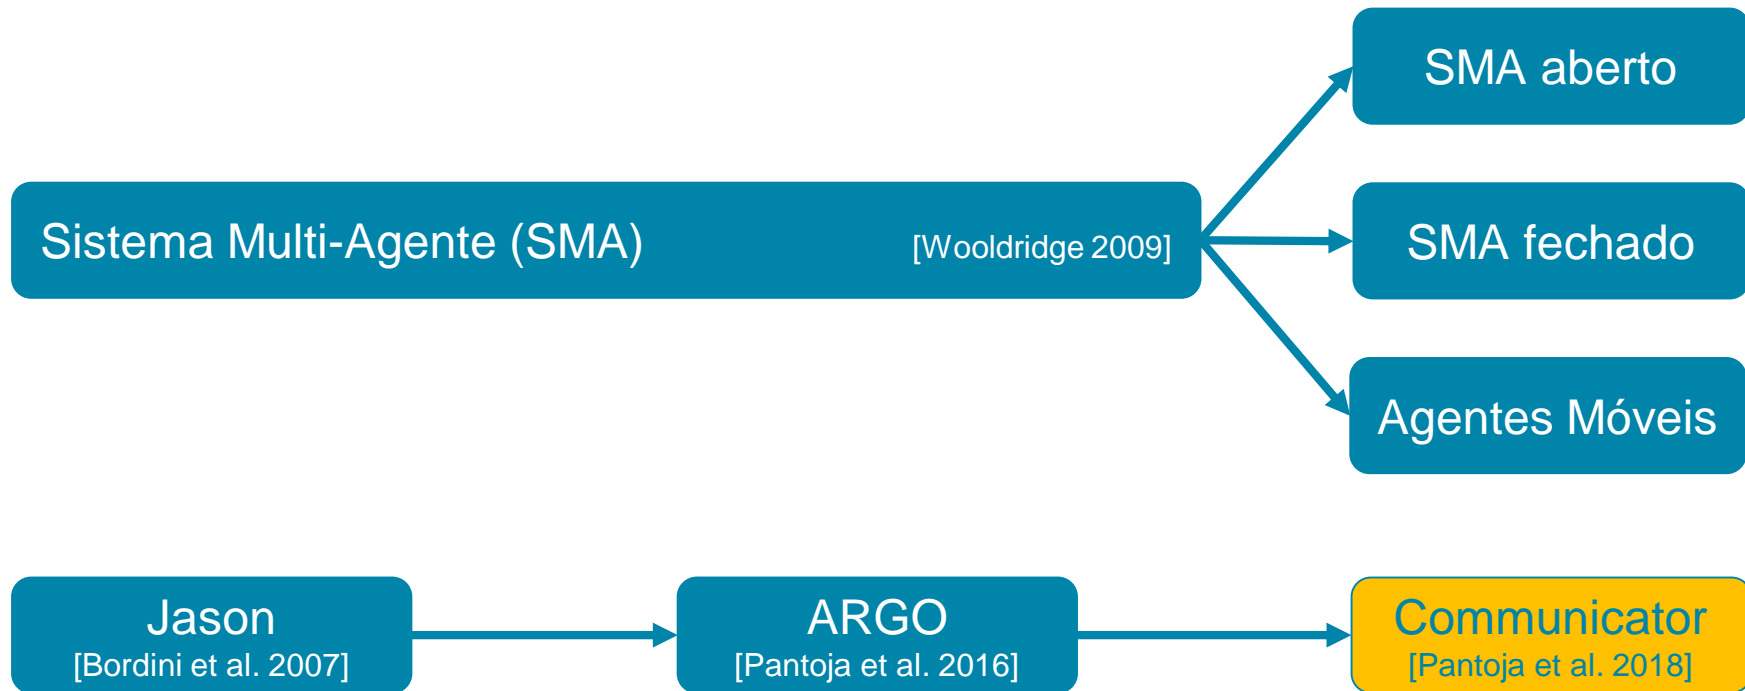 SMA aberto
Sistema Multi-Agente (SMA) [Wooldridge 2009]
SMA fechado
Agentes Móveis
Jason
[Bordini et al. 2007]
ARGO
[Pantoja et al. 2016]
Communicator
[Pantoja et al. 2018]